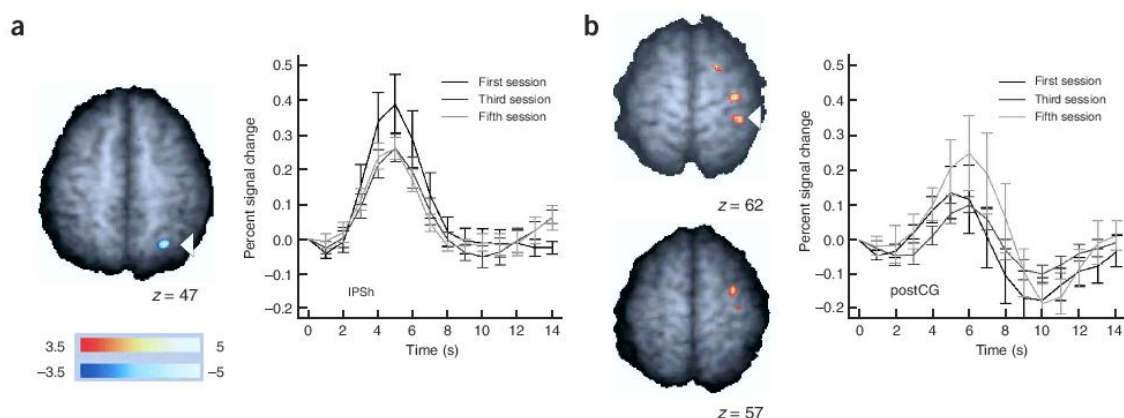 a
Percent signal change
0.5
0.4
0.3
0.2
0.1
0.0
–0.1
–0.2
First session
Third session
Fifth session
IPSh
0 2 4 6 8 10 12 14
Time (s)
z = 47
3.5 5
–3.5 –5
b
z = 62
z = 57
Percent signal change
0.5
0.4
0.3
0.2
0.1
0.0
–0.1
–0.2
First session
Third session
Fifth session
postCG
0 2 4 6 8 10 12 14
Time (s)